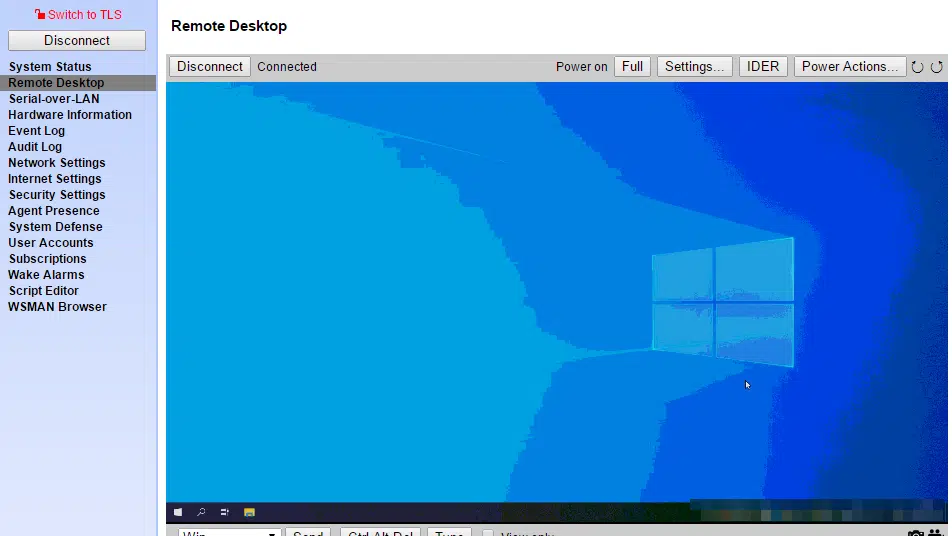 Switch to TLS
Disconnect
System Status
Remote Desktop
Serial-over-LAN
Hardware Information
Event Log
Audit Log
Network Settings
Internet Settings
Security Settings
Agent Presence
System Defense
User Accounts
Subscriptions
Wake Alarms
Script Editor
WSMAN Browser
Remote Desktop
Disconnect Connected Power on Full Settings... IDER Power Actions...
Win Send Ctrl-Alt-Del Type View only